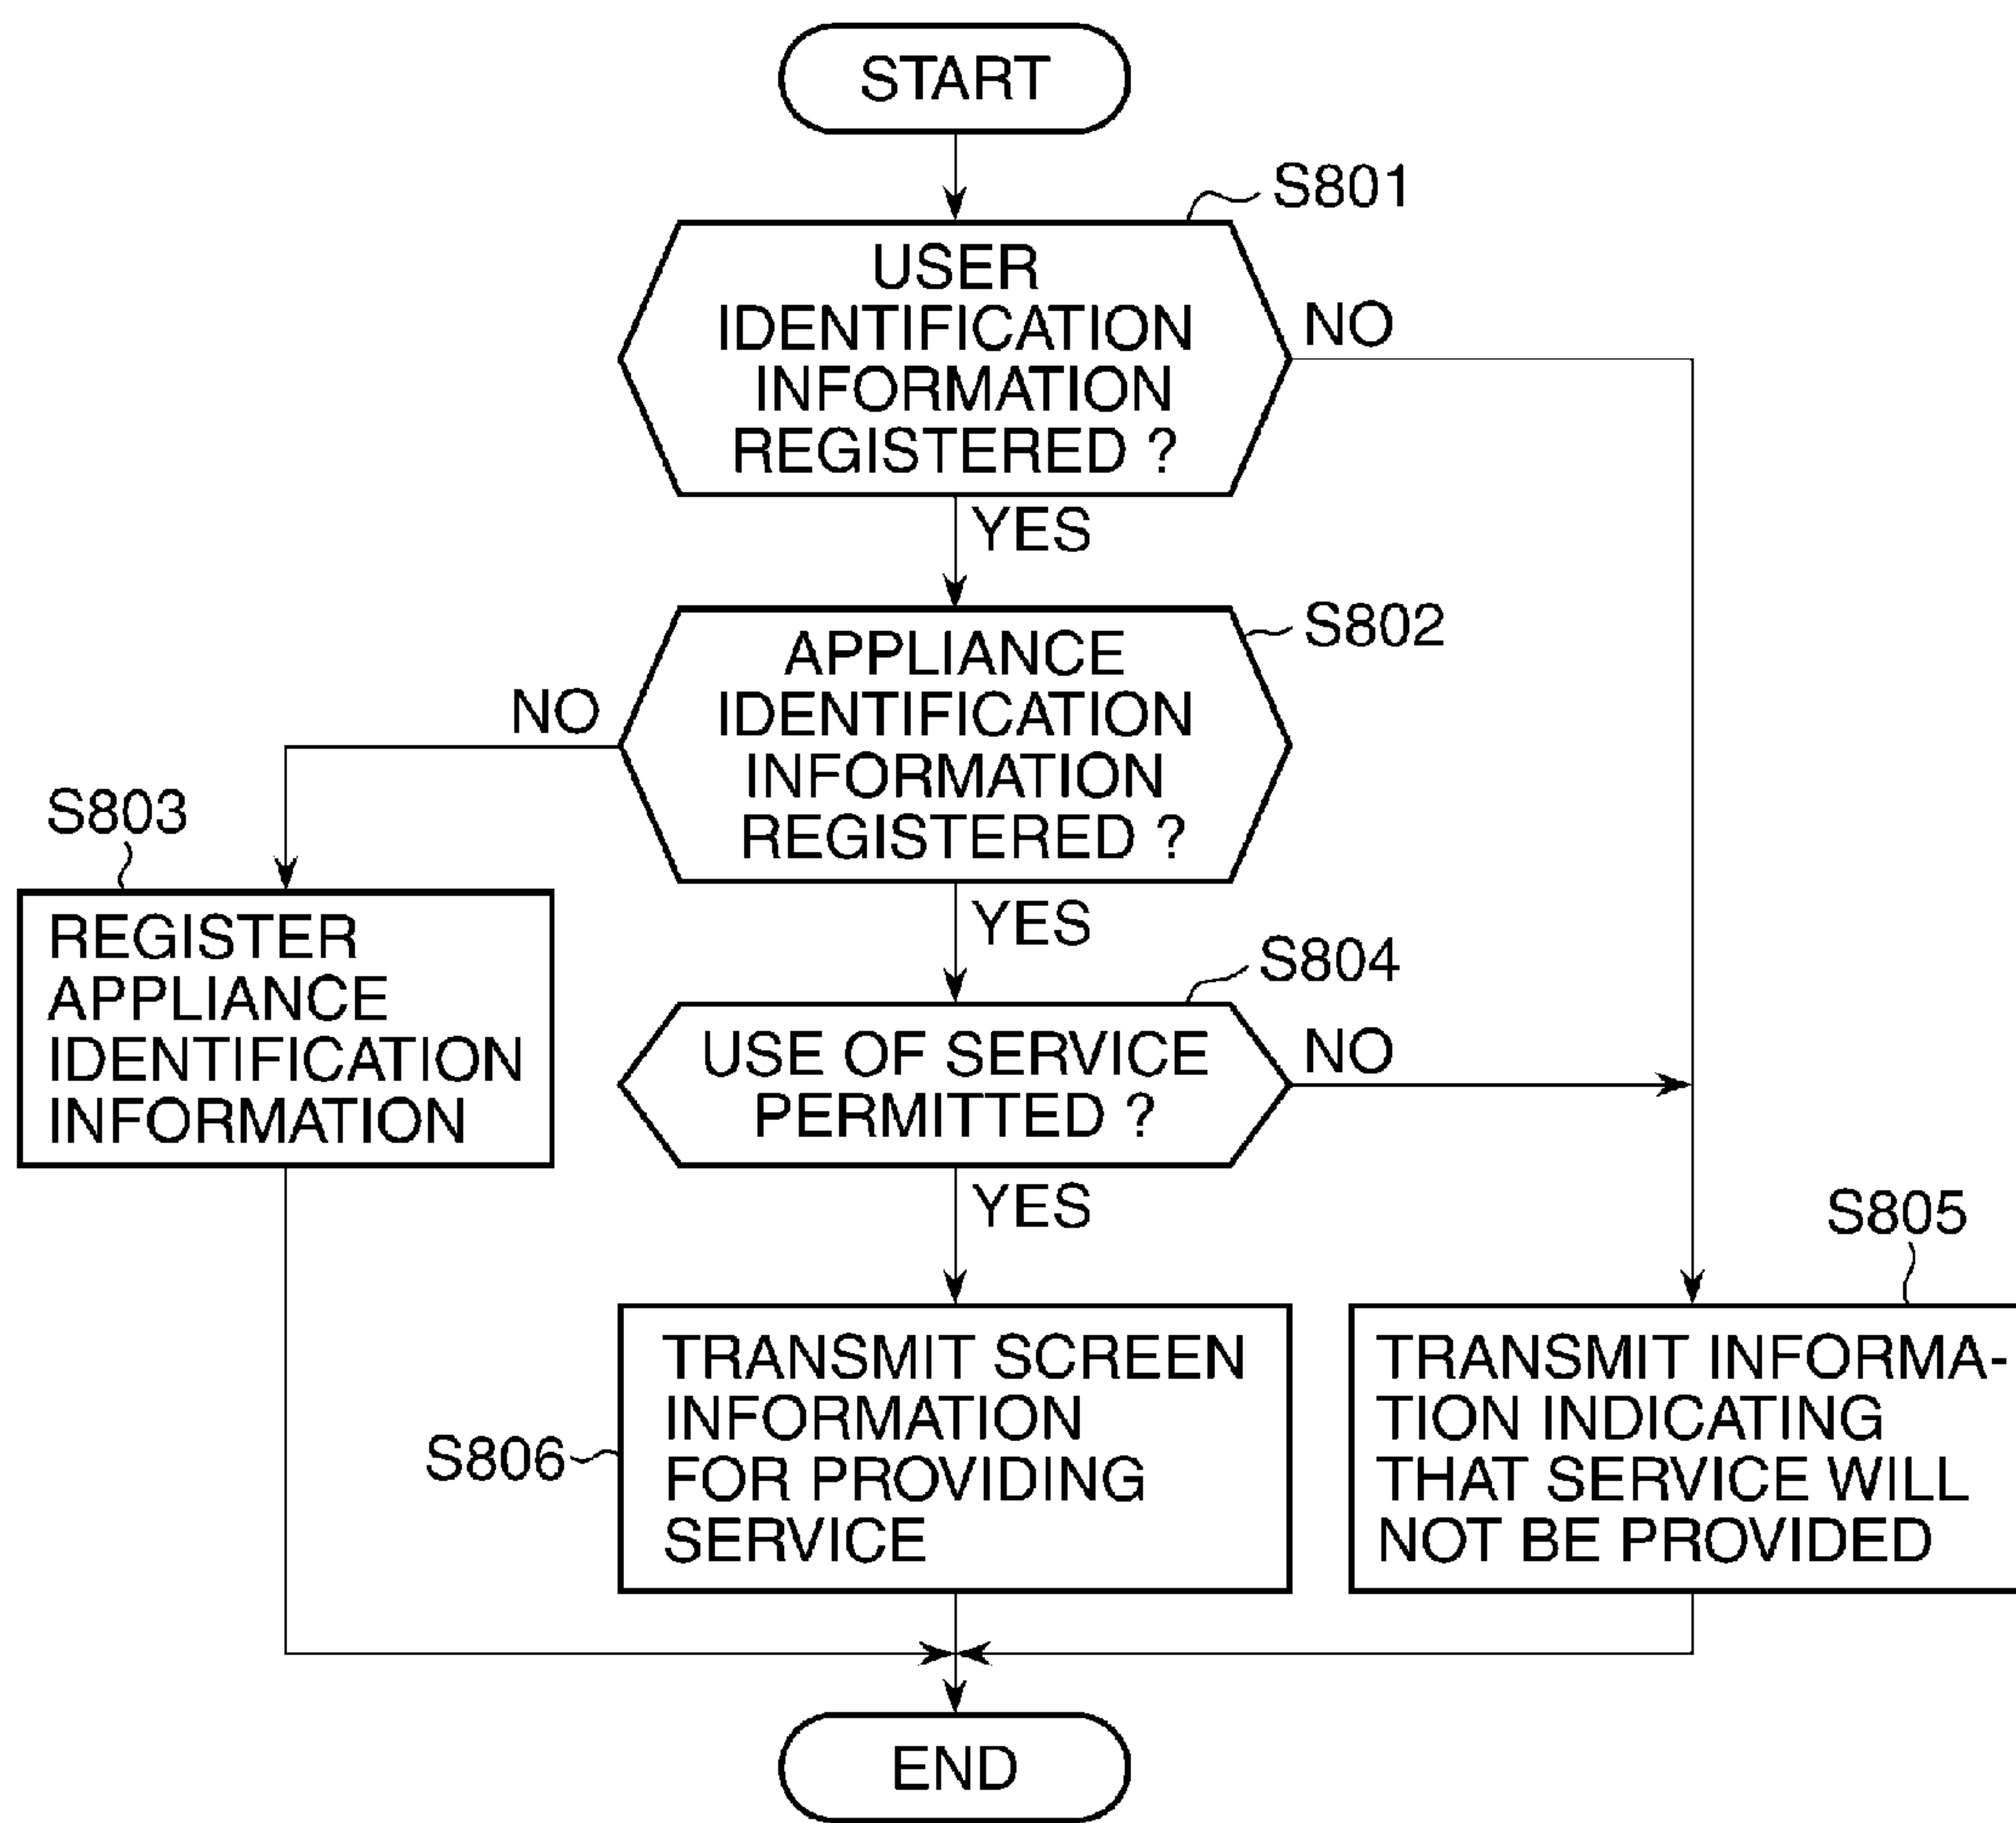 START
S801
USER
IDENTIFICATION
INFORMATION
REGISTERED ?
NO
YES
S802
APPLIANCE
IDENTIFICATION
INFORMATION
REGISTERED ?
NO
YES
S803
REGISTER
APPLIANCE
IDENTIFICATION
INFORMATION
S804
USE OF SERVICE
PERMITTED ?
NO
YES
S805
TRANSMIT INFORMA-
TION INDICATING
THAT SERVICE WILL
NOT BE PROVIDED
S806
TRANSMIT SCREEN
INFORMATION
FOR PROVIDING
SERVICE
END